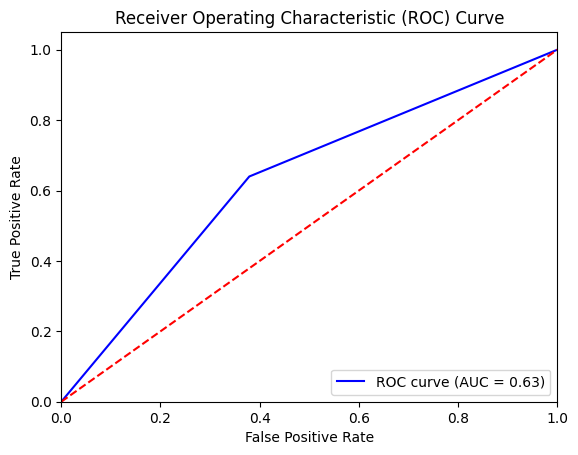 Receiver Operating Characteristic (ROC) Curve
1.0
0.8
0.6
0.4
0.2
0.0
True Positive Rate
ROC curve (AUC = 0.63)
0.0 0.2 0.4 0.6 0.8 1.0
False Positive Rate